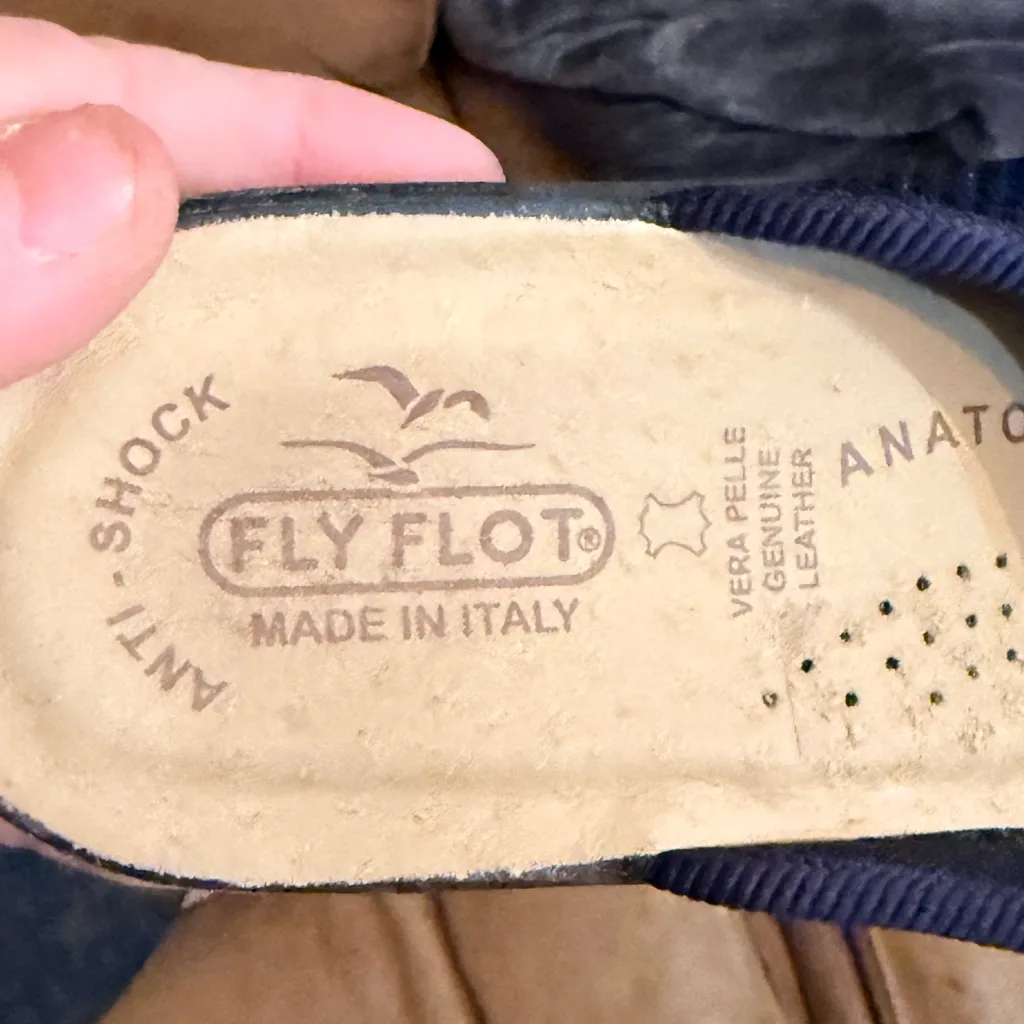 ANTI-SHOCK
FLY FLOT®
MADE IN ITALY
VERA PELLE
GENUINE
LEATHER
ANATO